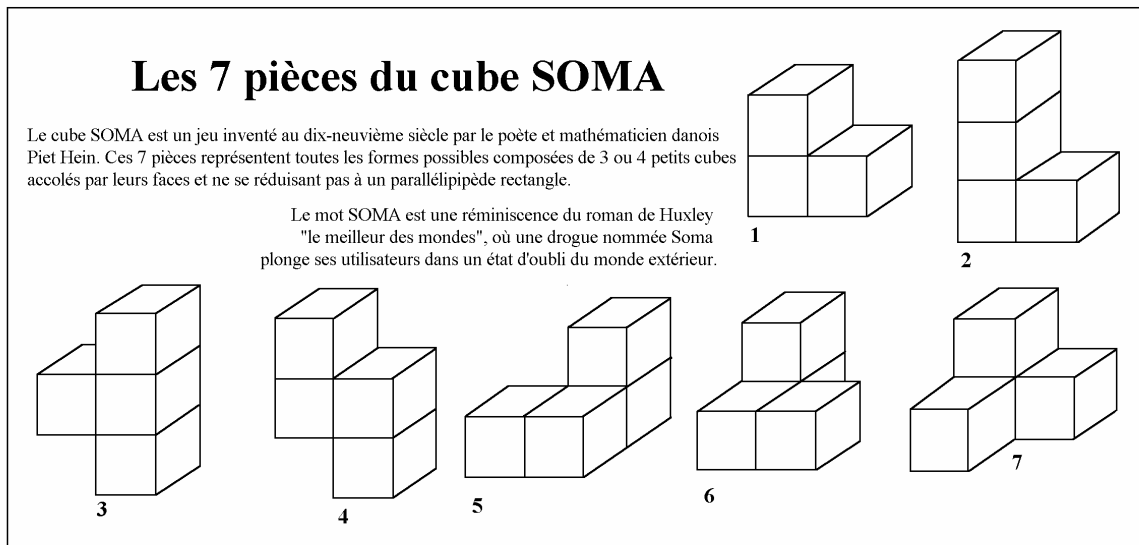 Les 7 pièces du cube SOMA
Le cube SOMA est un jeu inventé au dix-neuvième siècle par le poète et mathématicien danois
Piet Hein. Ces 7 pièces représentent toutes les formes possibles composées de 3 ou 4 petits cubes
accolés par leurs faces et ne se réduisant pas à un parallélipipède rectangle.
Le mot SOMA est une réminiscence du roman de Huxley
"le meilleur des mondes", où une drogue nommée Soma
plonge ses utilisateurs dans un état d'oubli du monde extérieur.
1
2
3
4
5
6
7